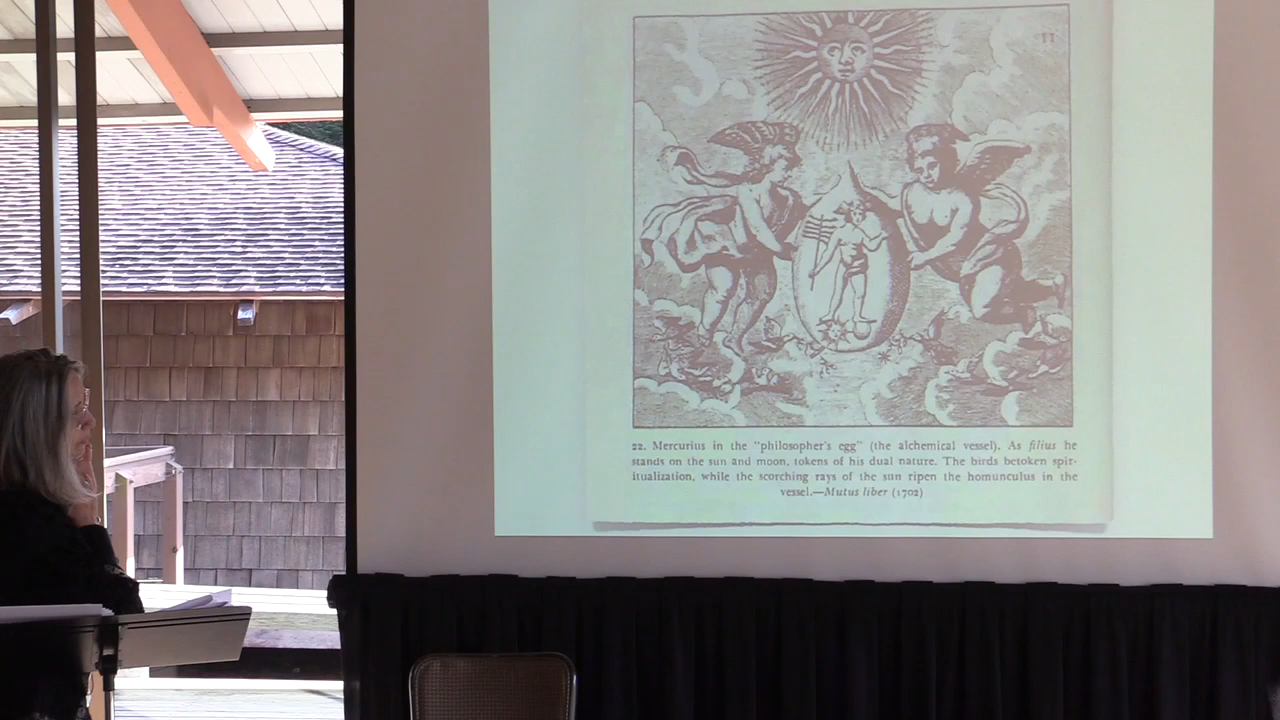 11
22. Mercurius in the "philosopher's egg" (the alchemical vessel). As filius he
stands on the sun and moon, tokens of his dual nature. The birds betoken spir-
itualization, while the scorching rays of the sun ripen the homunculus in the
vessel.—Mutus liber (1702)